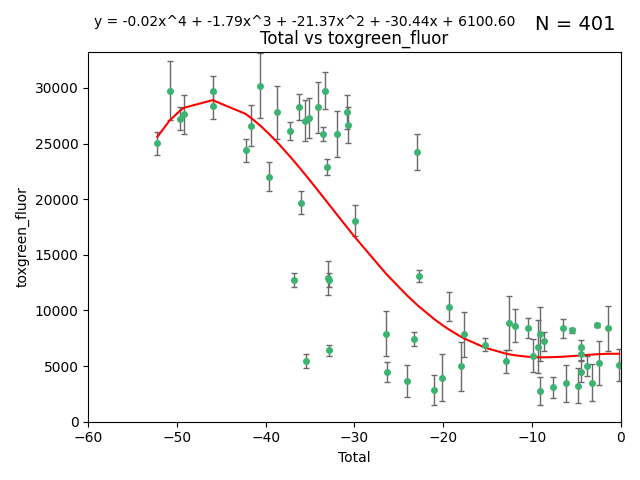 y = -0.02x^4 + -1.79x^3 + -21.37x^2 + -30.44x + 6100.60 N = 401
Total vs toxgreen_fluor
30000
25000
20000
15000
10000
5000
0
toxgreen_fluor
−60 −50 −40 −30 −20 −10 0
Total